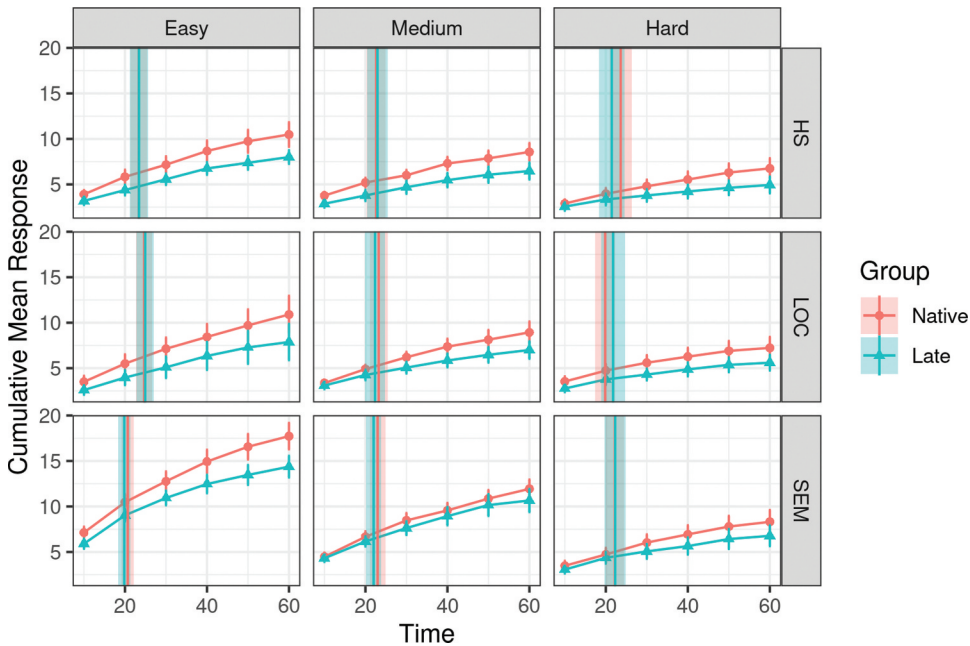 Easy Medium Hard
20
15
10
5
HS
20
15
10
5
LOC
20
15
10
5
SEM
Cumulative Mean Response
20 40 60 20 40 60 20 40 60
Time
Group
Native
Late